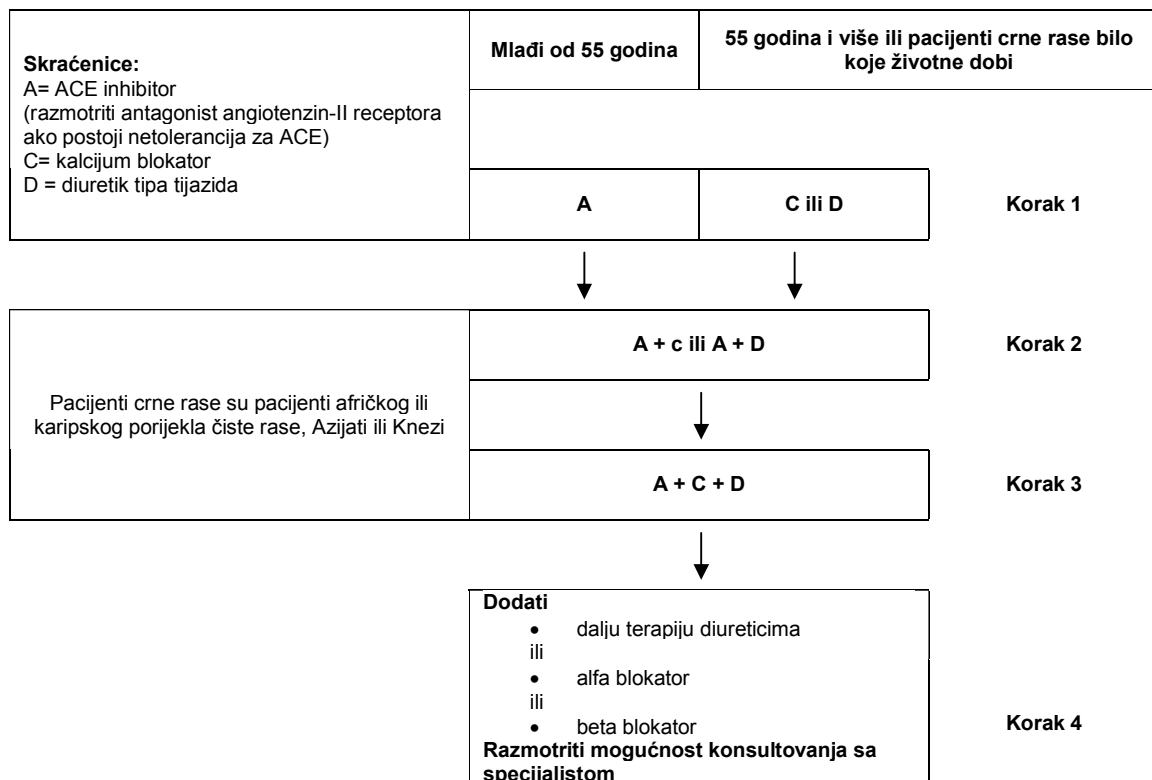 Skraćenice:
A= ACE inhibitor
(razmotriti antagonist angiotenzin-II receptora
ako postoji netolerancija za ACE)
C= kalcijum blokator
D = diuretik tipa tijazida
Mlađi od 55 godina
55 godina i više ili pacijenti crne rase bilo
koje životne dobi
A
C ili D
Korak 1
A + c ili A + D
Korak 2
Pacijenti crne rase su pacijenti afričkog ili
karipskog porijekla čiste rase, Azijati ili Knezi
A + C + D
Korak 3
Dodati
• dalju terapiju diureticima
ili
• alfa blokator
ili
• beta blokator
Razmotriti mogućnost konsultovanja sa
specijalistom
Korak 4